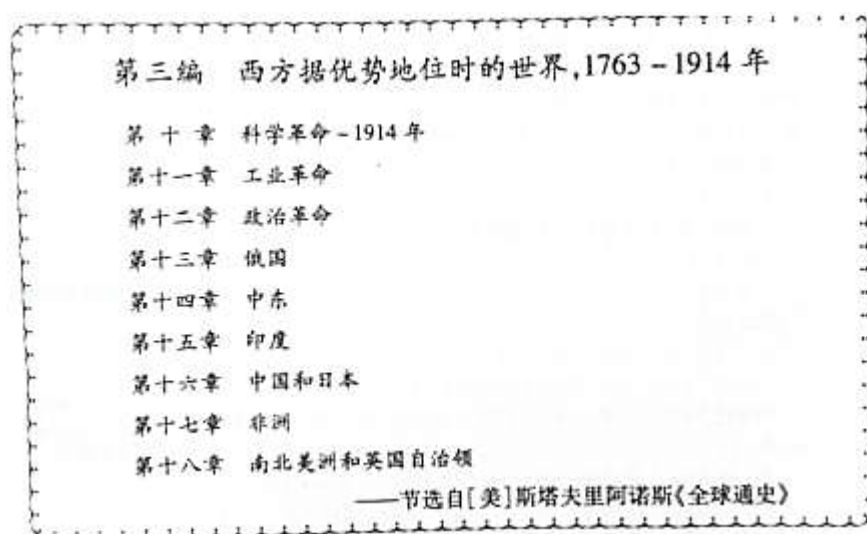 第三编 西方据优势地位时的世界,1763-1914 年
第十章 科学革命-1914 年
第十一章 工业革命
第十二章 政治革命
第十三章 俄国
第十四章 中东
第十五章 印度
第十六章 中国和日本
第十七章 非洲
第十八章 南北美洲和英国自治领
——节选自[美]斯塔夫里阿诺斯《全球通史》